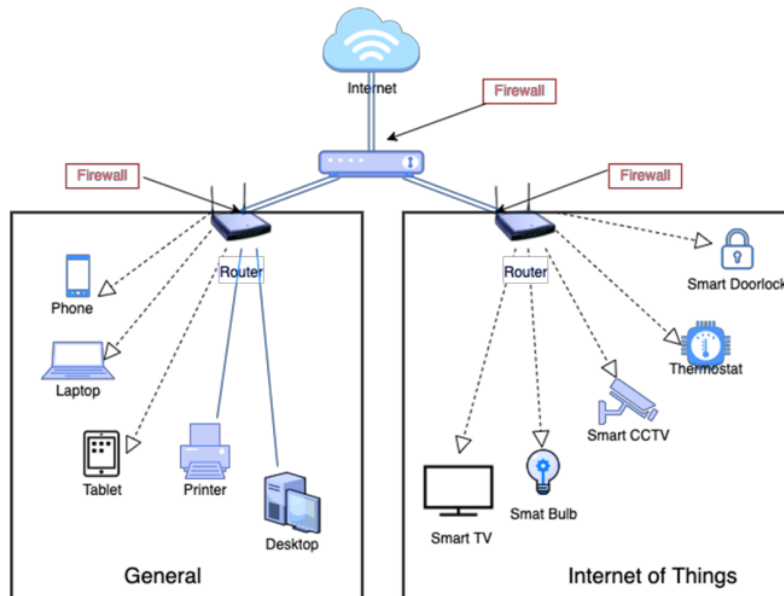 Internet
Firewall
Firewall
Firewall
Router
Router
Phone
Smart Doorlock
Laptop
Thermostat
Tablet
Printer
Smart CCTV
Desktop
Smart TV
Smat Bulb
General
Internet of Things